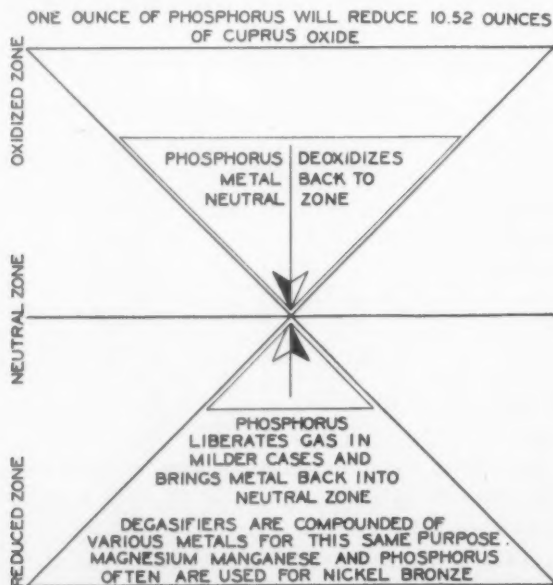 ONE OUNCE OF PHOSPHORUS WILL REDUCE 10.52 OUNCES
OF CUPRUS OXIDE
OXIDIZED ZONE
PHOSPHORUS DEOXIDIZES
METAL BACK TO
NEUTRAL ZONE
NEUTRAL ZONE
REDUCED ZONE
PHOSPHORUS
LIBERATES GAS IN
MILDER CASES AND
BRINGS METAL BACK INTO
NEUTRAL ZONE
DEGASIFIERS ARE COMPOUNDED OF
VARIOUS METALS FOR THIS SAME PURPOSE.
MAGNESIUM MANGANESE AND PHOSPHORUS
OFTEN ARE USED FOR NICKEL BRONZE